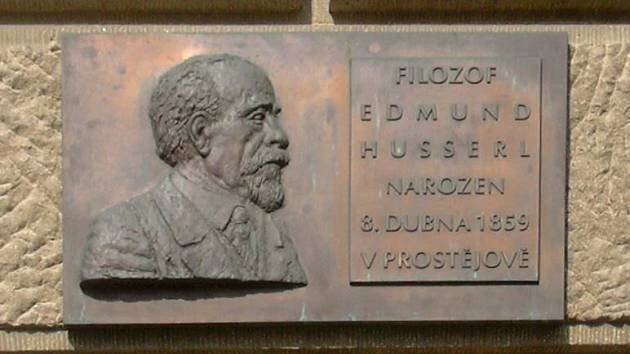 FILOZOF
EDMUND
HUSSERL
NAROZEN
8. DUBNA 1859
V PROSTĚJOVĚ